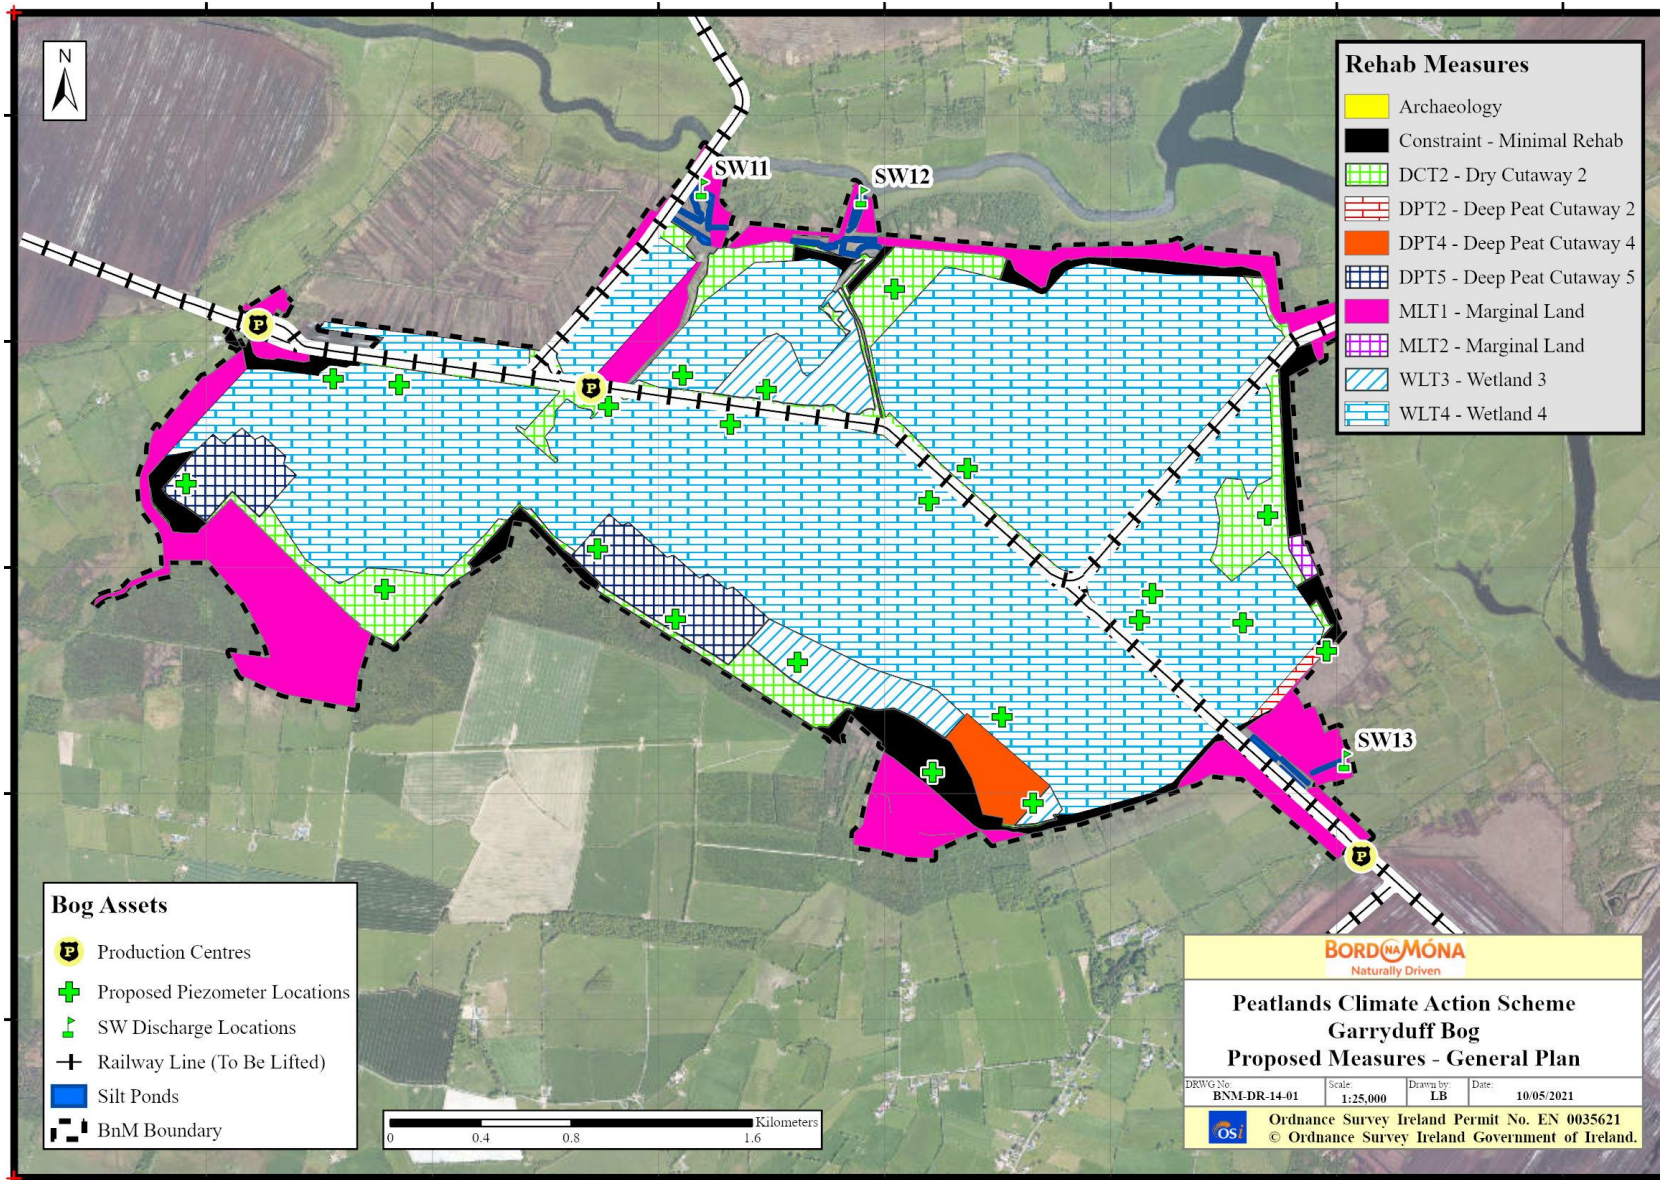 N
SW11
SW12
SW13
P
P
P
Rehab Measures
Archaeology
Constraint - Minimal Rehab
DCT2 - Dry Cutaway 2
DPT2 - Deep Peat Cutaway 2
DPT4 - Deep Peat Cutaway 4
DPT5 - Deep Peat Cutaway 5
MLT1 - Marginal Land
MLT2 - Marginal Land
WLT3 - Wetland 3
WLT4 - Wetland 4
Bog Assets
P Production Centres
Proposed Piezometer Locations
SW Discharge Locations
Railway Line (To Be Lifted)
Silt Ponds
BnM Boundary
Kilometers
0 0.4 0.8 1.6
BORD NA MÓNA
Naturally Driven
Peatlands Climate Action Scheme
Garryduff Bog
Proposed Measures - General Plan
DRWG No: Scale: Drawn by: Date:
BNM-DR-14-01 1:25,000 LB 10/05/2021
OSi
Ordnance Survey Ireland Permit No. EN 0035621
© Ordnance Survey Ireland Government of Ireland.